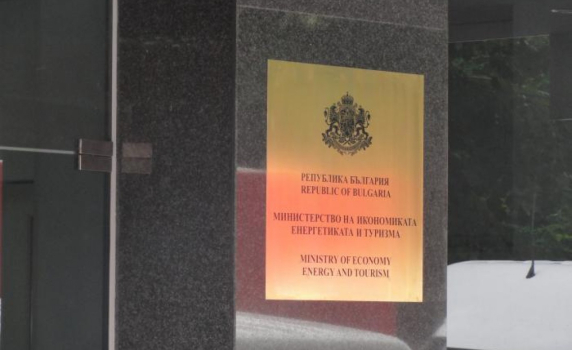 РЕПУБЛИКА БЪЛГАРИЯ
REPUBLIC OF BULGARIA
МИНИСТЕРСТВО НА ИКОНОМИКАТА
ЕНЕРГЕТИКАТА И ТУРИЗМА
MINISTRY OF ECONOMY
ENERGY AND TOURISM